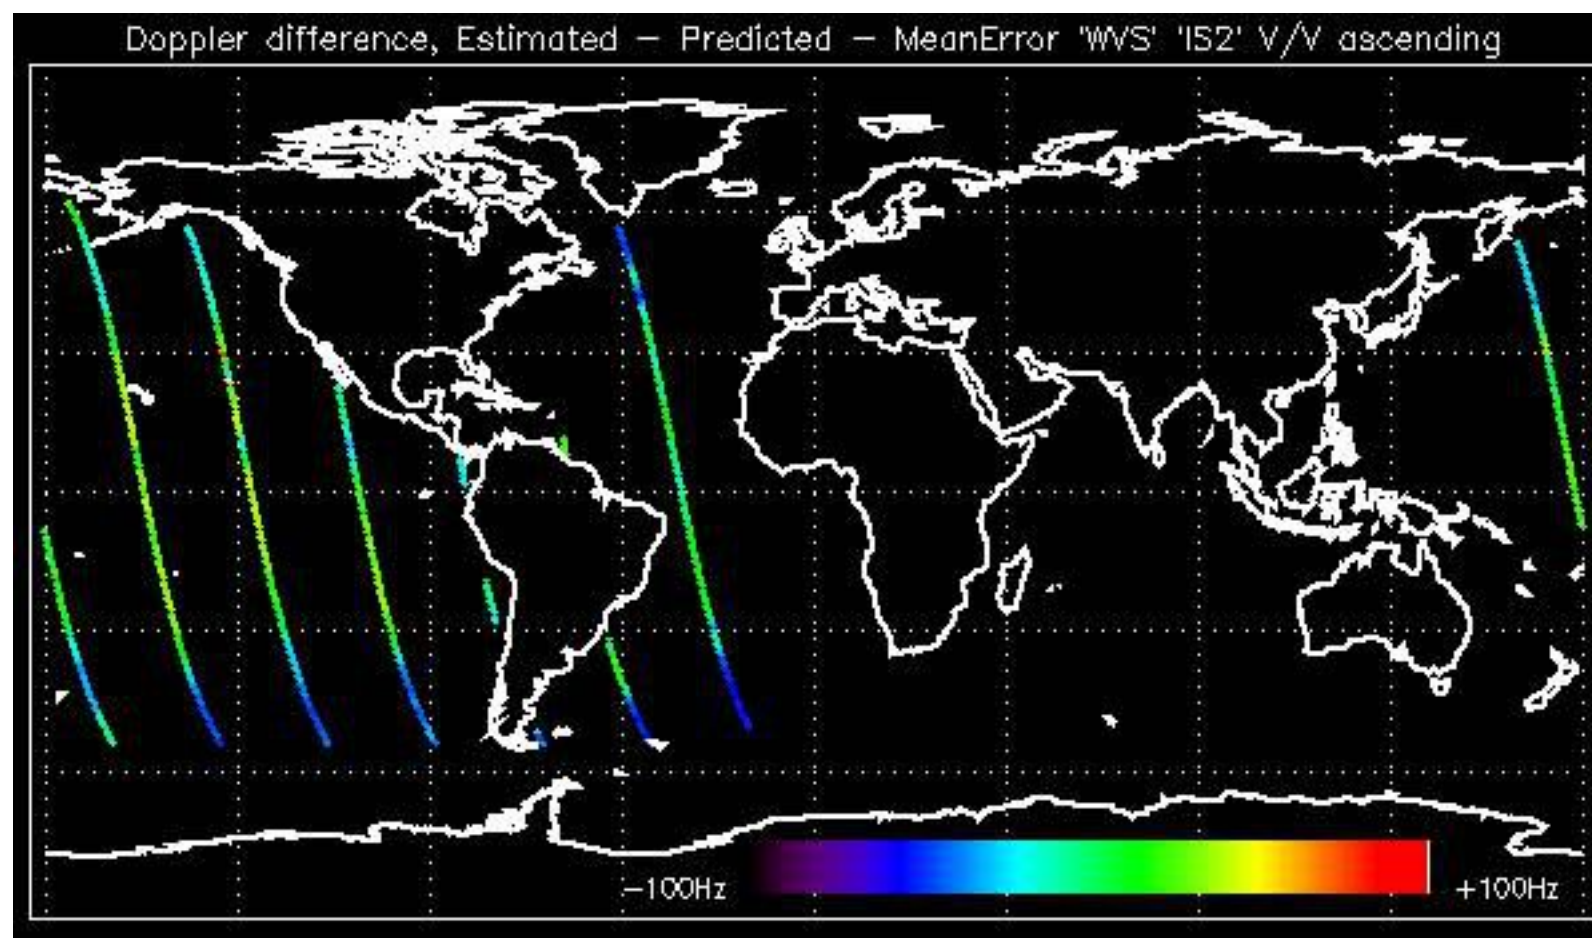 Doppler difference, Estimated — Predicted — MeanError 'WVS' 'IS2' V/V ascending
−100Hz
+100Hz